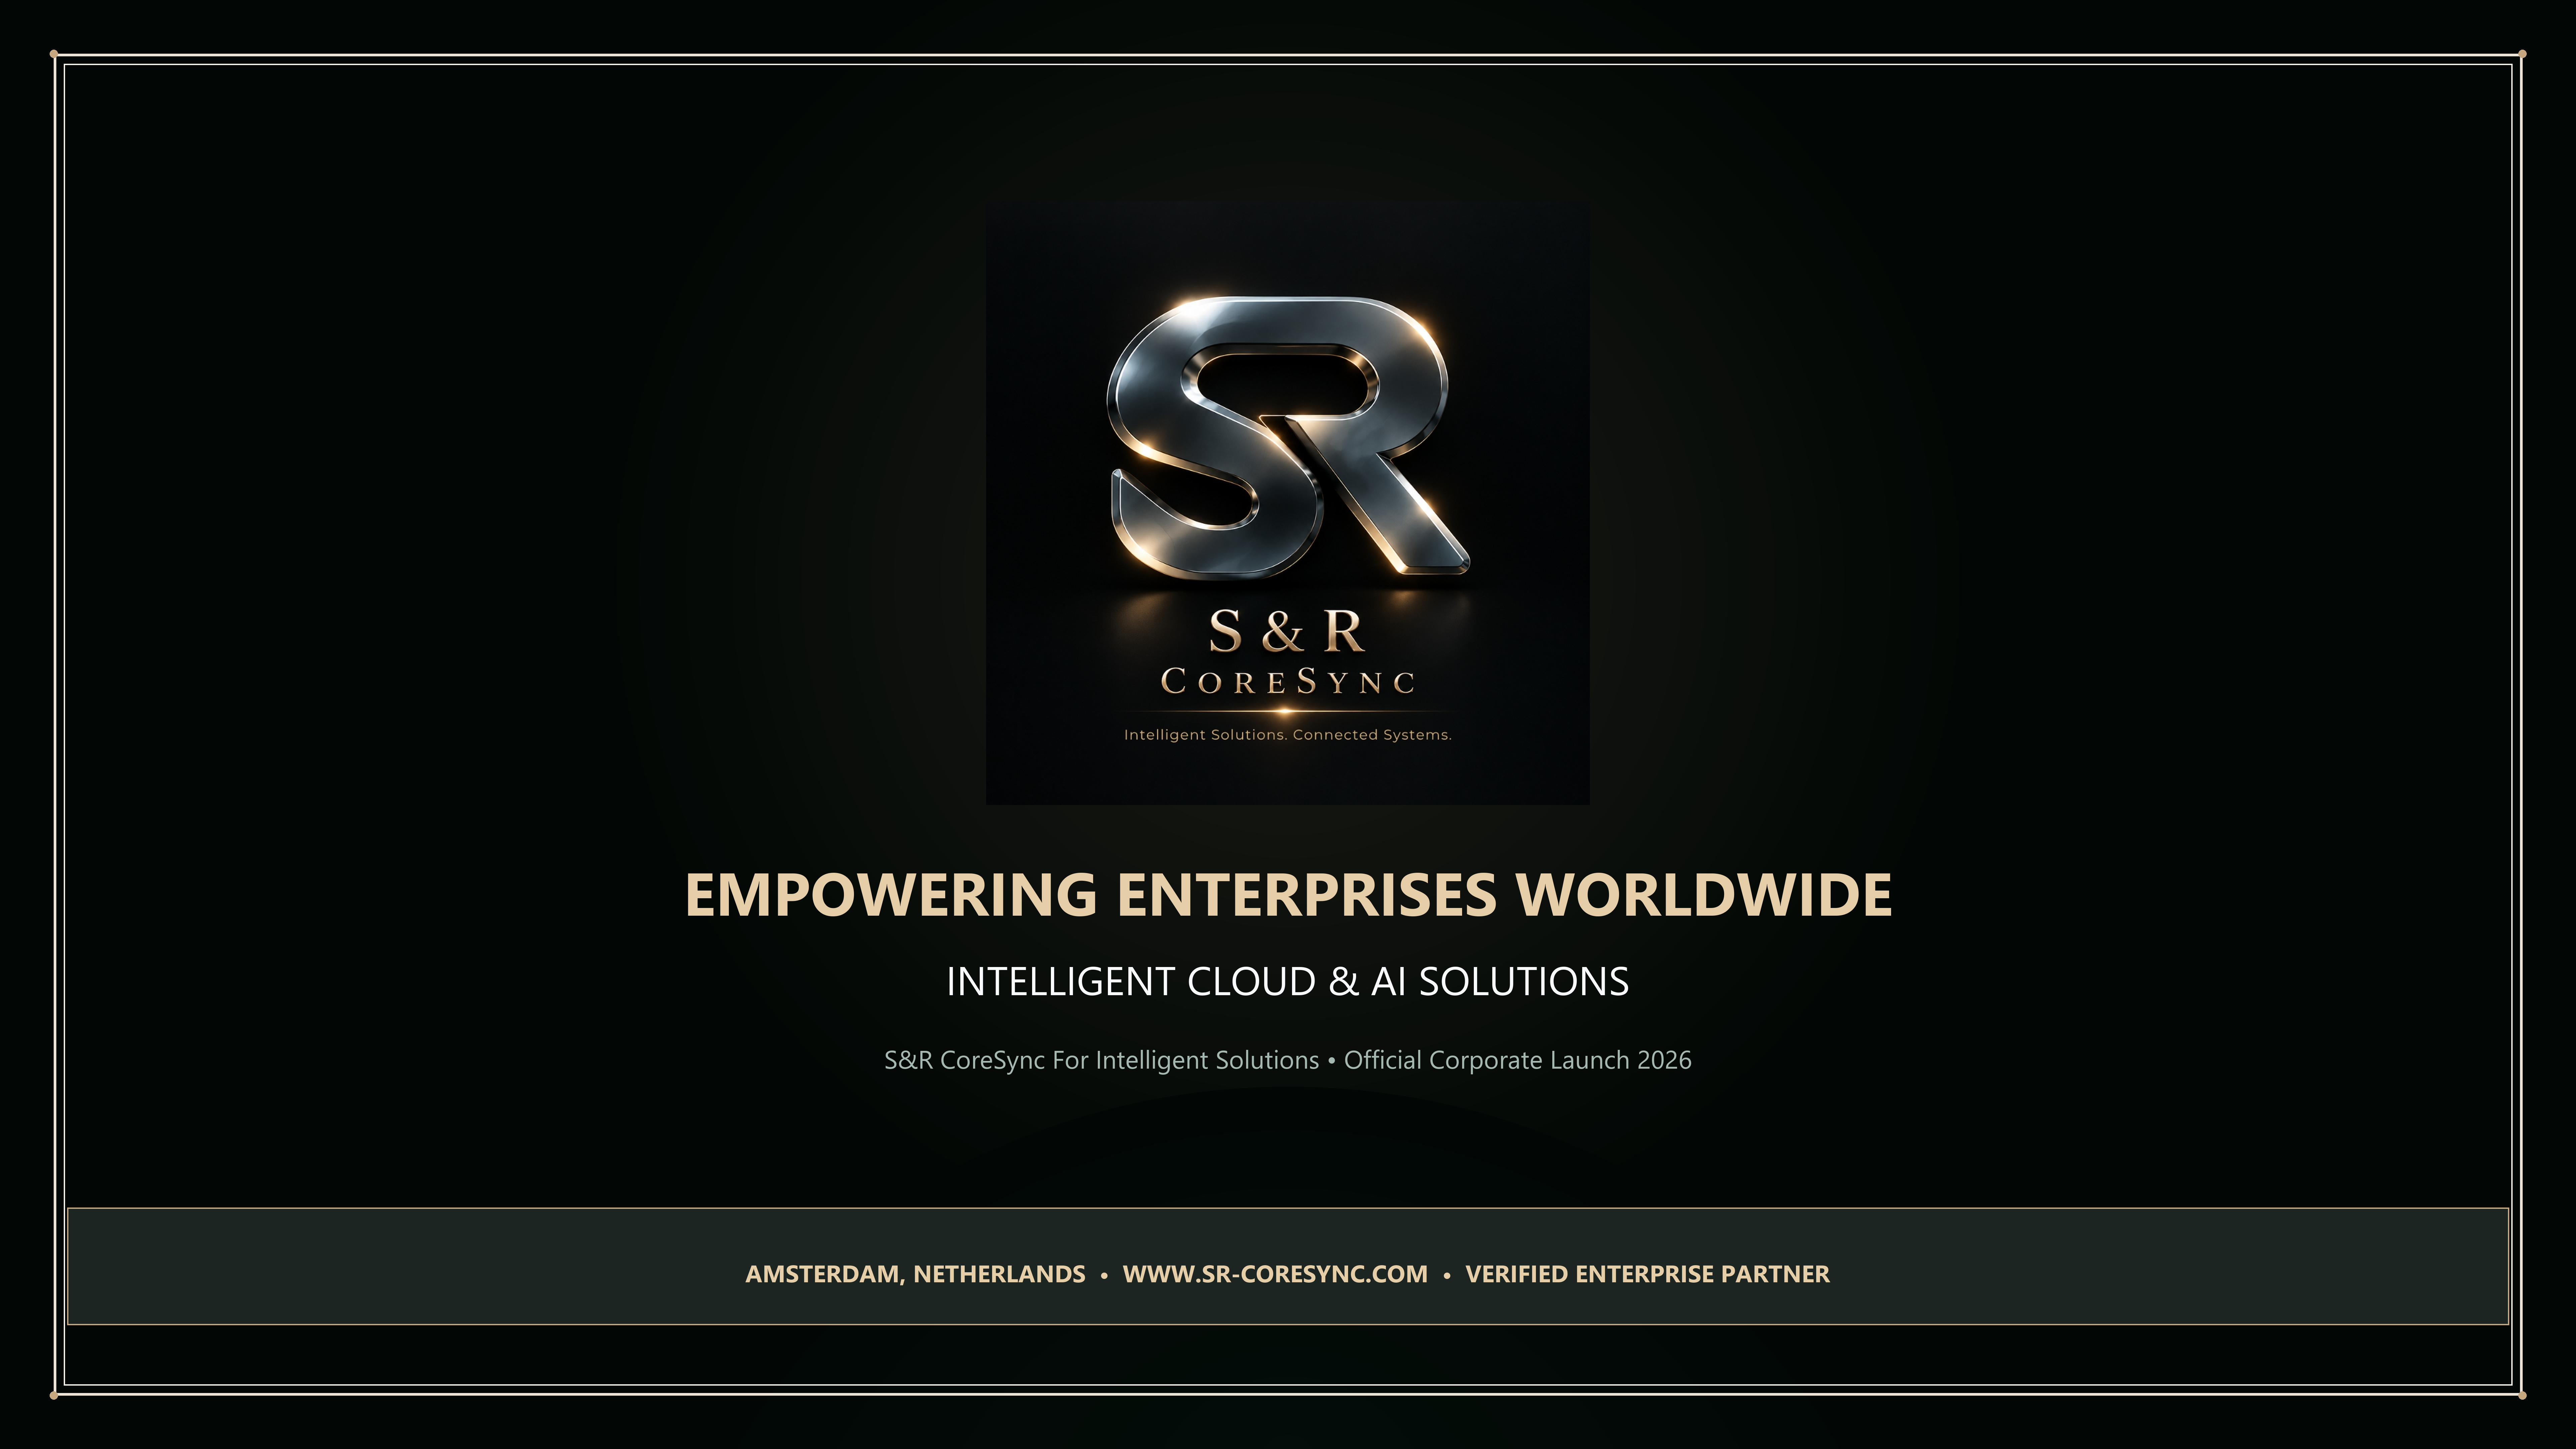 SR
S & R
CORESYNC
Intelligent Solutions. Connected Systems.
EMPOWERING ENTERPRISES WORLDWIDE
INTELLIGENT CLOUD & AI SOLUTIONS
S&R CoreSync For Intelligent Solutions • Official Corporate Launch 2026
AMSTERDAM, NETHERLANDS • WWW.SR-CORESYNC.COM • VERIFIED ENTERPRISE PARTNER